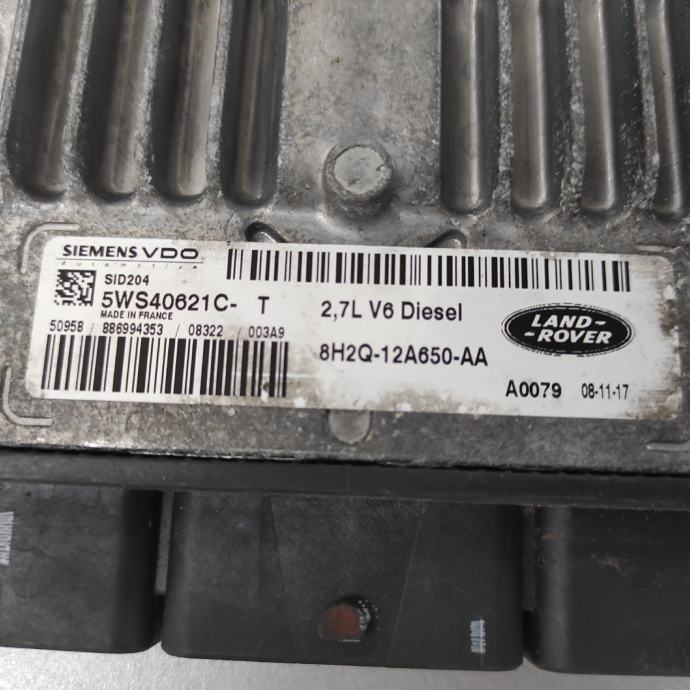 SIEMENS VDO
Automotive
SID204
5WS40621C- T
MADE IN FRANCE
50958 / 886994353 / 08322 / 003A9
2,7L V6 Diesel
8H2Q-12A650-AA
LAND-
-ROVER
A0079 08-11-17